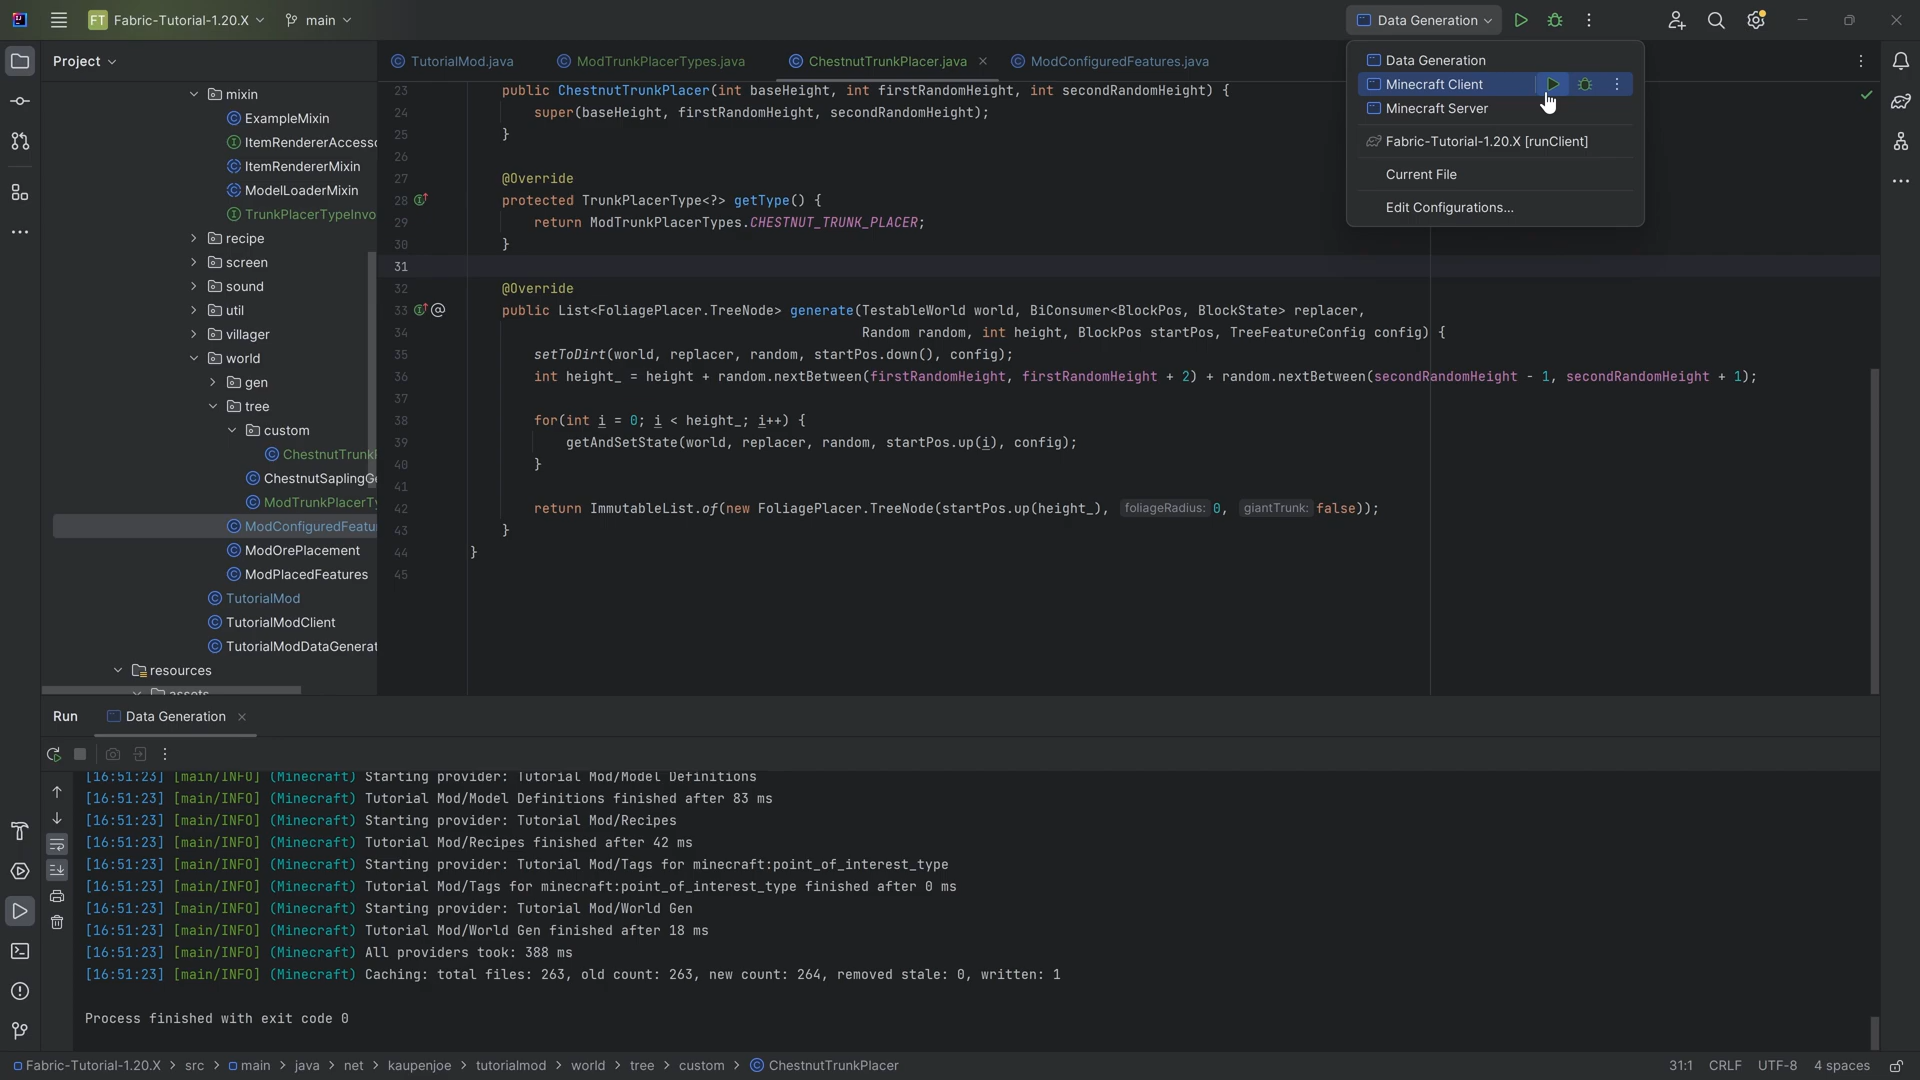 FT Fabric-Tutorial-1.20.X main Data Generation
Project
TutorialMod.java ModTrunkPlacerTypes.java ChestnutTrunkPlacer.java ModConfiguredFeatures.java
Data Generation
Minecraft Client
Minecraft Server
Fabric-Tutorial-1.20.X [runClient]
Current File
Edit Configurations...
mixin
ExampleMixin
ItemRendererAccesso
ItemRendererMixin
ModelLoaderMixin
TrunkPlacerTypeInvo
recipe
screen
sound
util
villager
world
gen
tree
custom
ChestnutTrunkP
ChestnutSaplingGe
ModTrunkPlacerTy
ModConfiguredFeatu
ModOrePlacement
ModPlacedFeatures
TutorialMod
TutorialModClient
TutorialModDataGenerat
resources
assets
23 public ChestnutTrunkPlacer(int baseHeight, int firstRandomHeight, int secondRandomHeight) {
24 super(baseHeight, firstRandomHeight, secondRandomHeight);
25 }
26
27 @Override
28 protected TrunkPlacerType<?> getType() {
29 return ModTrunkPlacerTypes.CHESTNUT_TRUNK_PLACER;
30 }
31
32 @Override
33 public List<FoliagePlacer.TreeNode> generate(TestableWorld world, BiConsumer<BlockPos, BlockState> replacer,
34 Random random, int height, BlockPos startPos, TreeFeatureConfig config) {
35 setToDirt(world, replacer, random, startPos.down(), config);
36 int height_ = height + random.nextBetween(firstRandomHeight, firstRandomHeight + 2) + random.nextBetween(secondRandomHeight - 1, secondRandomHeight + 1);
37
38 for(int i = 0; i < height_; i++) {
39 getAndSetState(world, replacer, random, startPos.up(i), config);
40 }
41
42 return ImmutableList.of(new FoliagePlacer.TreeNode(startPos.up(height_), foliageRadius: 0, giantTrunk: false));
43 }
44 }
45
Run Data Generation
[16:51:23] [main/INFO] (Minecraft) Starting provider: Tutorial Mod/Model Definitions
[16:51:23] [main/INFO] (Minecraft) Tutorial Mod/Model Definitions finished after 83 ms
[16:51:23] [main/INFO] (Minecraft) Starting provider: Tutorial Mod/Recipes
[16:51:23] [main/INFO] (Minecraft) Tutorial Mod/Recipes finished after 42 ms
[16:51:23] [main/INFO] (Minecraft) Starting provider: Tutorial Mod/Tags for minecraft:point_of_interest_type
[16:51:23] [main/INFO] (Minecraft) Tutorial Mod/Tags for minecraft:point_of_interest_type finished after 0 ms
[16:51:23] [main/INFO] (Minecraft) Starting provider: Tutorial Mod/World Gen
[16:51:23] [main/INFO] (Minecraft) Tutorial Mod/World Gen finished after 18 ms
[16:51:23] [main/INFO] (Minecraft) All providers took: 388 ms
[16:51:23] [main/INFO] (Minecraft) Caching: total files: 263, old count: 263, new count: 264, removed stale: 0, written: 1
Process finished with exit code 0
Fabric-Tutorial-1.20.X > src > main > java > net > kaupenjoe > tutorialmod > world > tree > custom > ChestnutTrunkPlacer 31:1 CRLF UTF-8 4 spaces